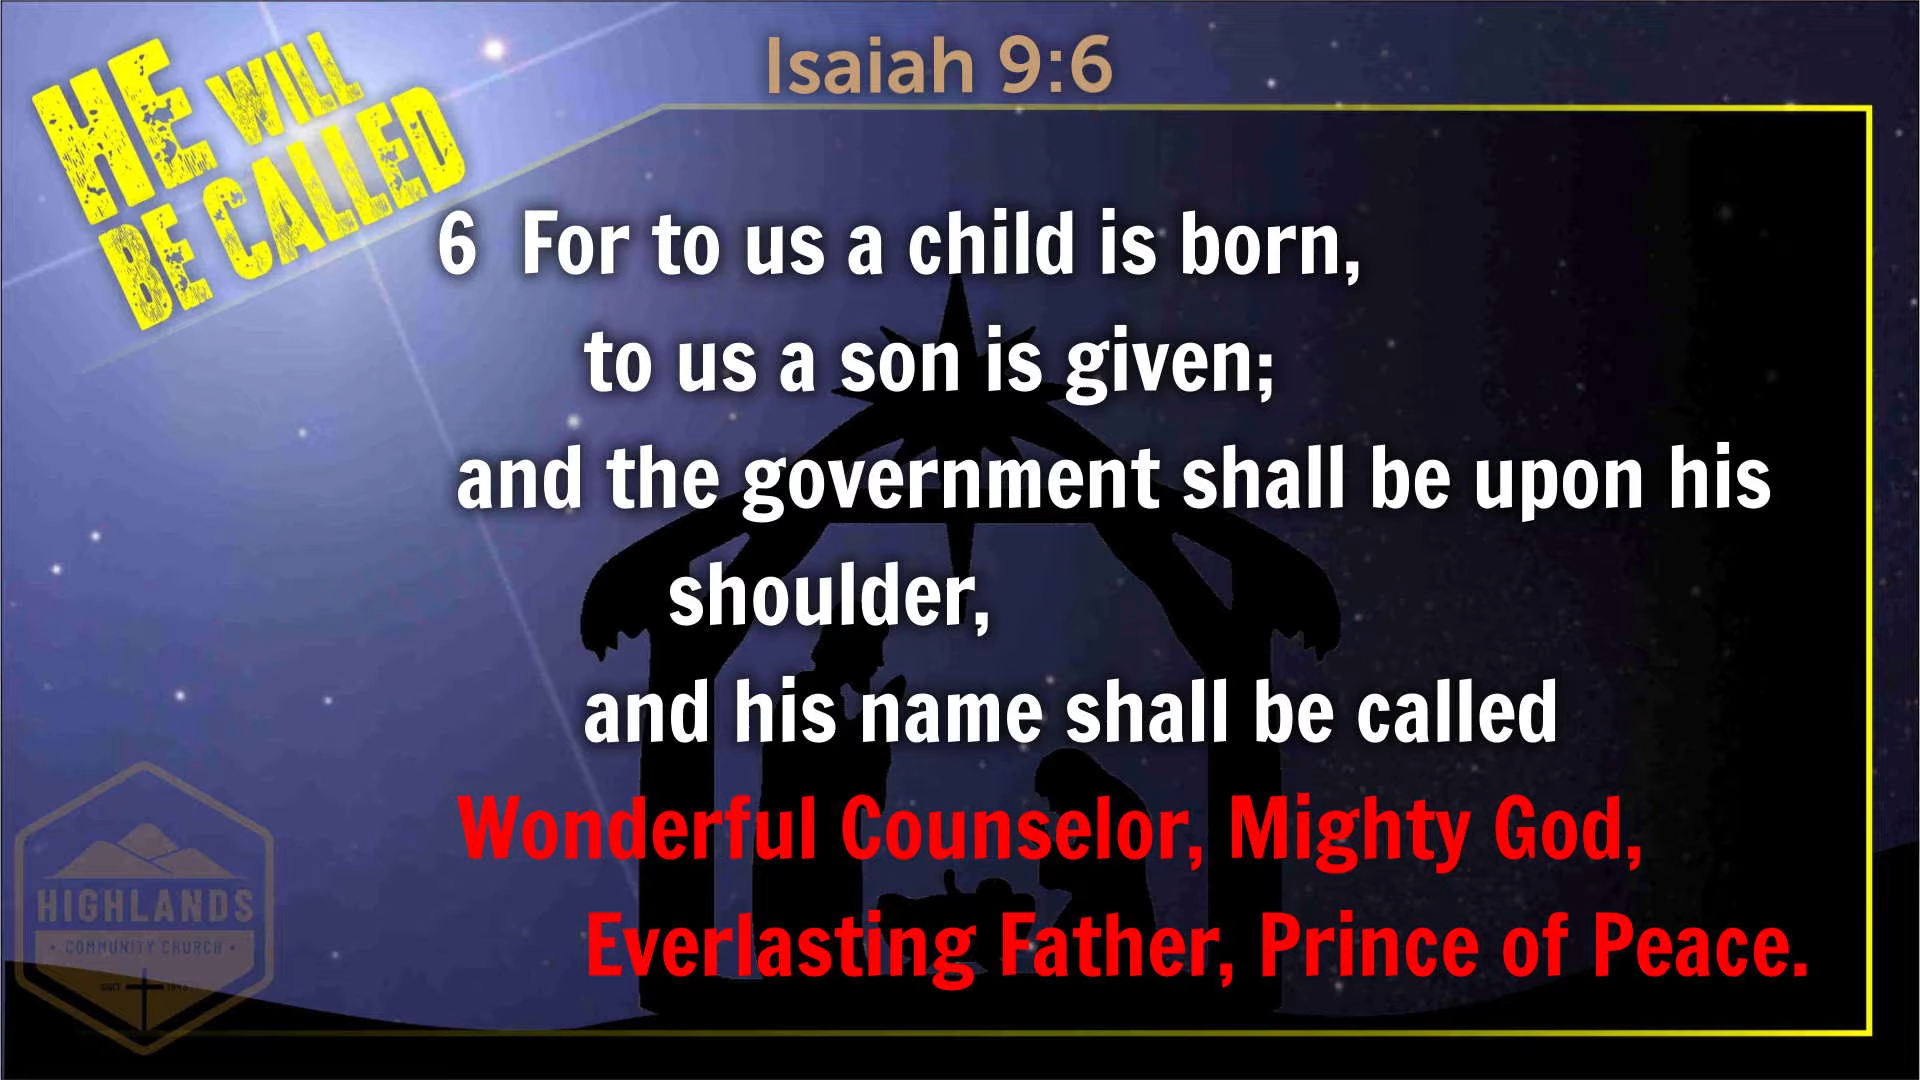 HE WILL
BE CALLED
Isaiah 9:6
6 For to us a child is born,
to us a son is given;
and the government shall be upon his
shoulder,
and his name shall be called
Wonderful Counselor, Mighty God,
Everlasting Father, Prince of Peace.
HIGHLANDS
• COMMUNITY CHURCH •
SINCE